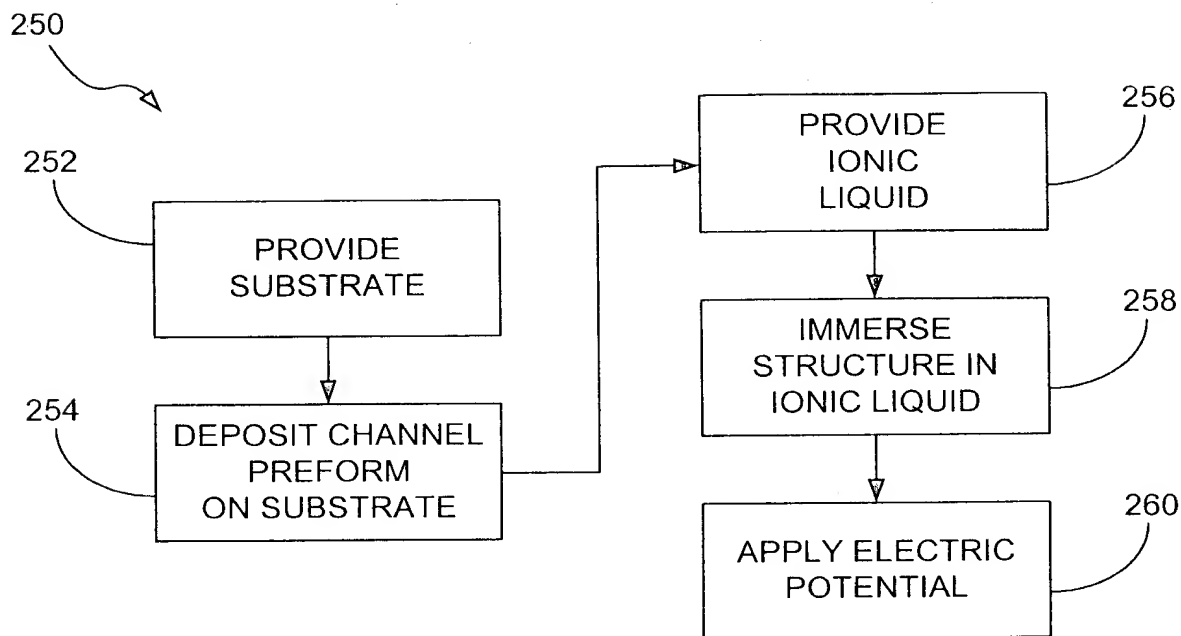 250
252
PROVIDE
SUBSTRATE
254
DEPOSIT CHANNEL
PREFORM
ON SUBSTRATE
256
PROVIDE
IONIC
LIQUID
258
IMMERSE
STRUCTURE IN
IONIC LIQUID
260
APPLY ELECTRIC
POTENTIAL